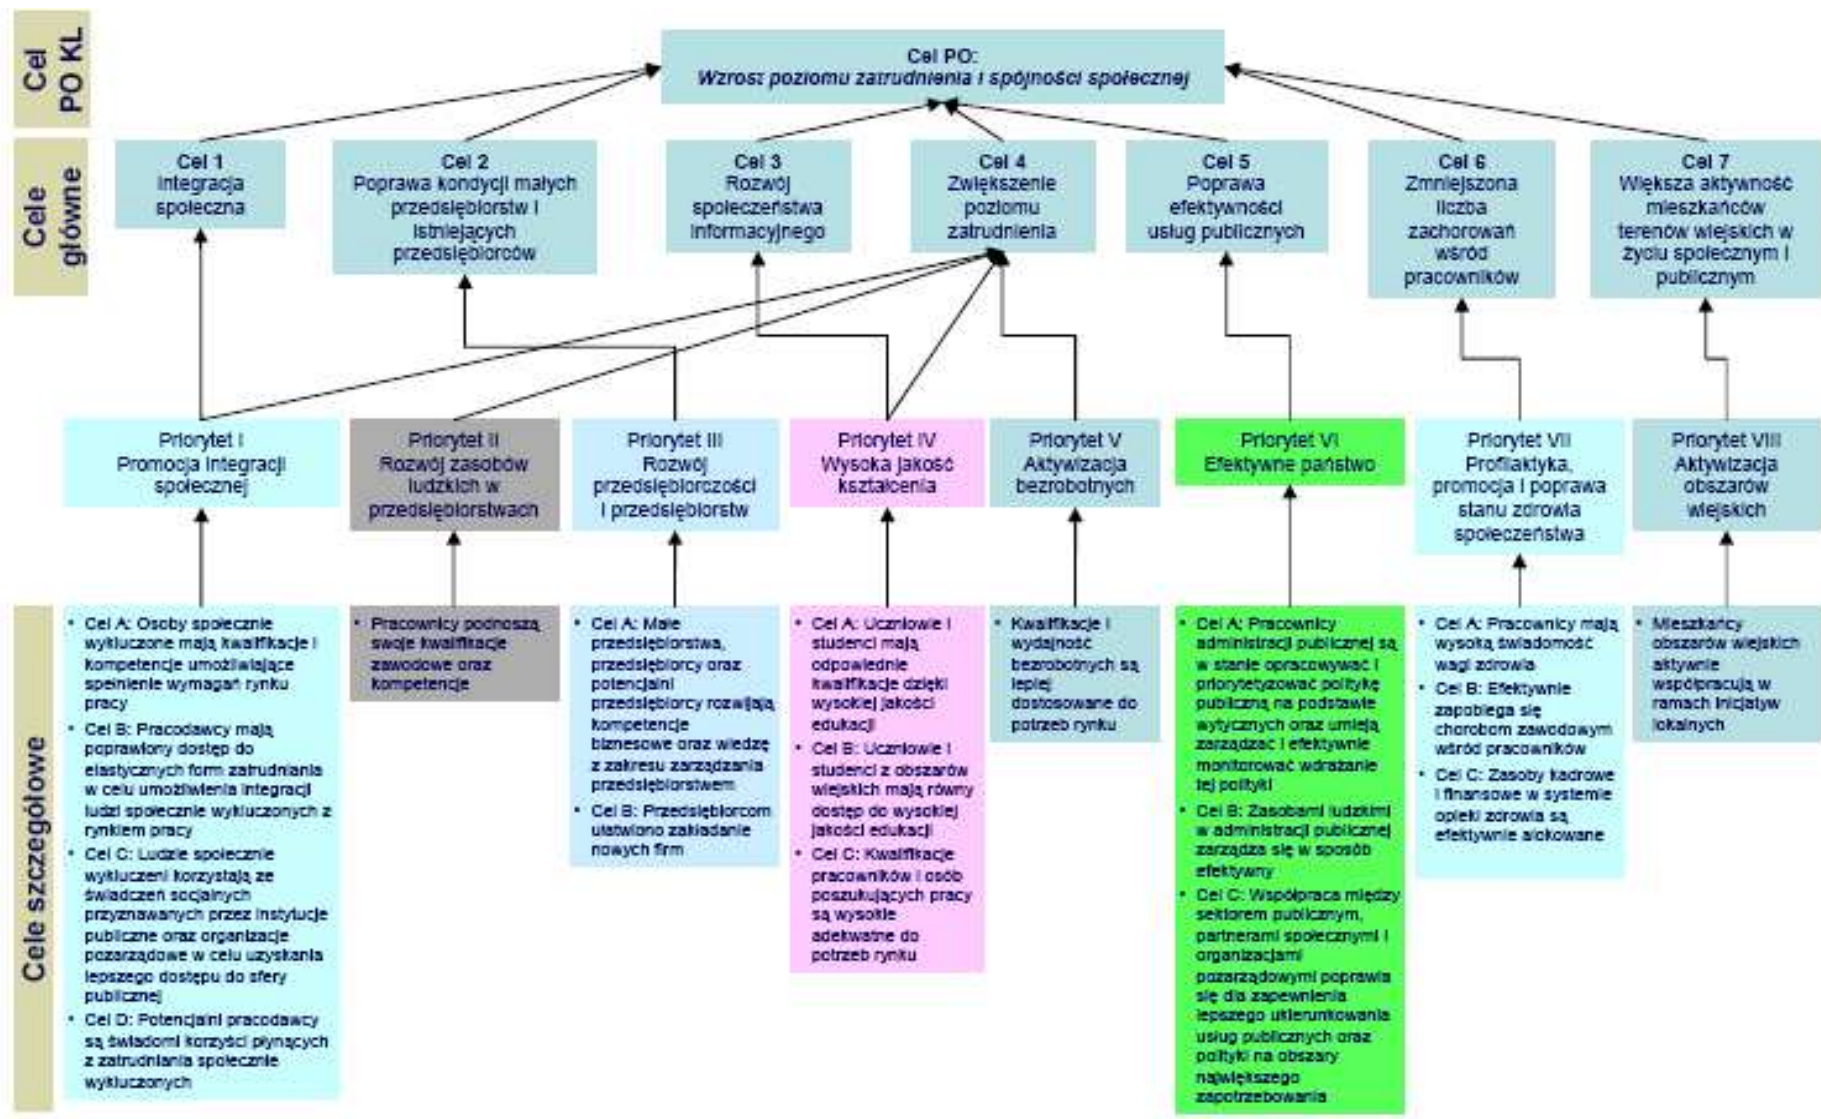 Cel
PO KL
Cel PO:
Wzrost poziomu zatrudnienia i spójności społecznej
Cele
główne
Cel 1
Integracja
społeczna
Cel 2
Poprawa kondycji małych
przedsiębiorstw i
istniejących
przedsiębiorców
Cel 3
Rozwój
społeczeństwa
informacyjnego
Cel 4
Zwiększenie
poziomu
zatrudnienia
Cel 5
Poprawa
efektywności
usług publicznych
Cel 6
Zmniejszona
liczba
zachorowań
wśród
pracowników
Cel 7
Większa aktywność
mieszkańców
terenów wiejskich w
życiu społecznym i
publicznym
Priorytet I
Promocja integracji
społecznej
Priorytet II
Rozwój zasobów
ludzkich w
przedsiębiorstwach
Priorytet III
Rozwój
przedsiębiorczości
i przedsiębiorstw
Priorytet IV
Wysoka jakość
kształcenia
Priorytet V
Aktywizacja
bezrobotnych
Priorytet VI
Efektywne państwo
Priorytet VII
Profilaktyka,
promocja i poprawa
stanu zdrowia
społeczeństwa
Priorytet VIII
Aktywizacja
obszarów
wiejskich
Cele szczegółowe
• Cel A: Osoby społecznie
wykluczone mają kwalifikacje i
kompetencje umożliwiające
spełnienie wymagań rynku
pracy
• Cel B: Pracodawcy mają
poprawiony dostęp do
elastycznych form zatrudniania
w celu umożliwienia integracji
ludzi społecznie wykluczonych z
rynkiem pracy
• Cel C: Ludzie społecznie
wykluczeni korzystają ze
świadczeń socjalnych
przyznawanych przez instytucje
publiczne oraz organizacje
pozarządowe w celu uzyskania
lepszego dostępu do sfery
publicznej
• Cel D: Potencjalni pracodawcy
są świadomi korzyści płynących
z zatrudniania społecznie
wykluczonych
• Pracownicy podnoszą
swoje kwalifikacje
zawodowe oraz
kompetencje
• Cel A: Małe
przedsiębiorstwa,
przedsiębiorcy oraz
potencjalni
przedsiębiorcy rozwijają
kompetencje
biznesowe oraz wiedzę
z zakresu zarządzania
przedsiębiorstwem
• Cel B: Przedsiębiorcom
ułatwiono zakładanie
nowych firm
• Cel A: Uczniowie i
studenci mają
odpowiednie
kwalifikacje dzięki
wysokiej jakości
edukacji
• Cel B: Uczniowie i
studenci z obszarów
wiejskich mają równy
dostęp do wysokiej
jakości edukacji
• Cel C: Kwalifikacje
pracowników i osób
poszukujących pracy
są wysokie
adekwatne do
potrzeb rynku
• Kwalifikacje i
wydajność
bezrobotnych są
lepiej
dostosowane do
potrzeb rynku
• Cel A: Pracownicy
administracji publicznej są
w stanie opracowywać i
priorytetyzować politykę
publiczną na podstawie
wytycznych oraz umieją
zarządzać i efektywnie
monitorować wdrażanie
tej polityki
• Cel B: Zasobami ludzkimi
w administracji publicznej
zarządza się w sposób
efektywny
• Cel C: Współpraca między
sektorem publicznym,
partnerami społecznymi i
organizacjami
pozarządowymi poprawia
się dla zapewnienia
lepszego ukierunkowania
usług publicznych oraz
polityki na obszary
największego
zapotrzebowania
• Cel A: Pracownicy mają
wysoką świadomość
wagi zdrowia
• Cel B: Efektywnie
zapobiega się
chorobom zawodowym
wśród pracowników
• Cel C: Zasoby kadrowe
i finansowe w systemie
opieki zdrowia są
efektywnie alokowane
• Mieszkańcy
obszarów wiejskich
aktywnie
współpracują w
ramach inicjatyw
lokalnych